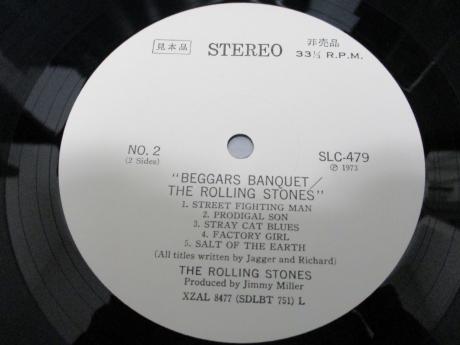 見本品 STEREO 非売品
33⅓ R.P.M.
NO. 2 SLC-479
(2 Sides) Ⓟ 1973
"BEGGARS BANQUET/
THE ROLLING STONES"
1. STREET FIGHTING MAN
2. PRODIGAL SON
3. STRAY CAT BLUES
4. FACTORY GIRL
5. SALT OF THE EARTH
(All titles written by Jagger and Richard)
THE ROLLING STONES
Produced by Jimmy Miller
XZAL 8477 (SDLBT 751) L